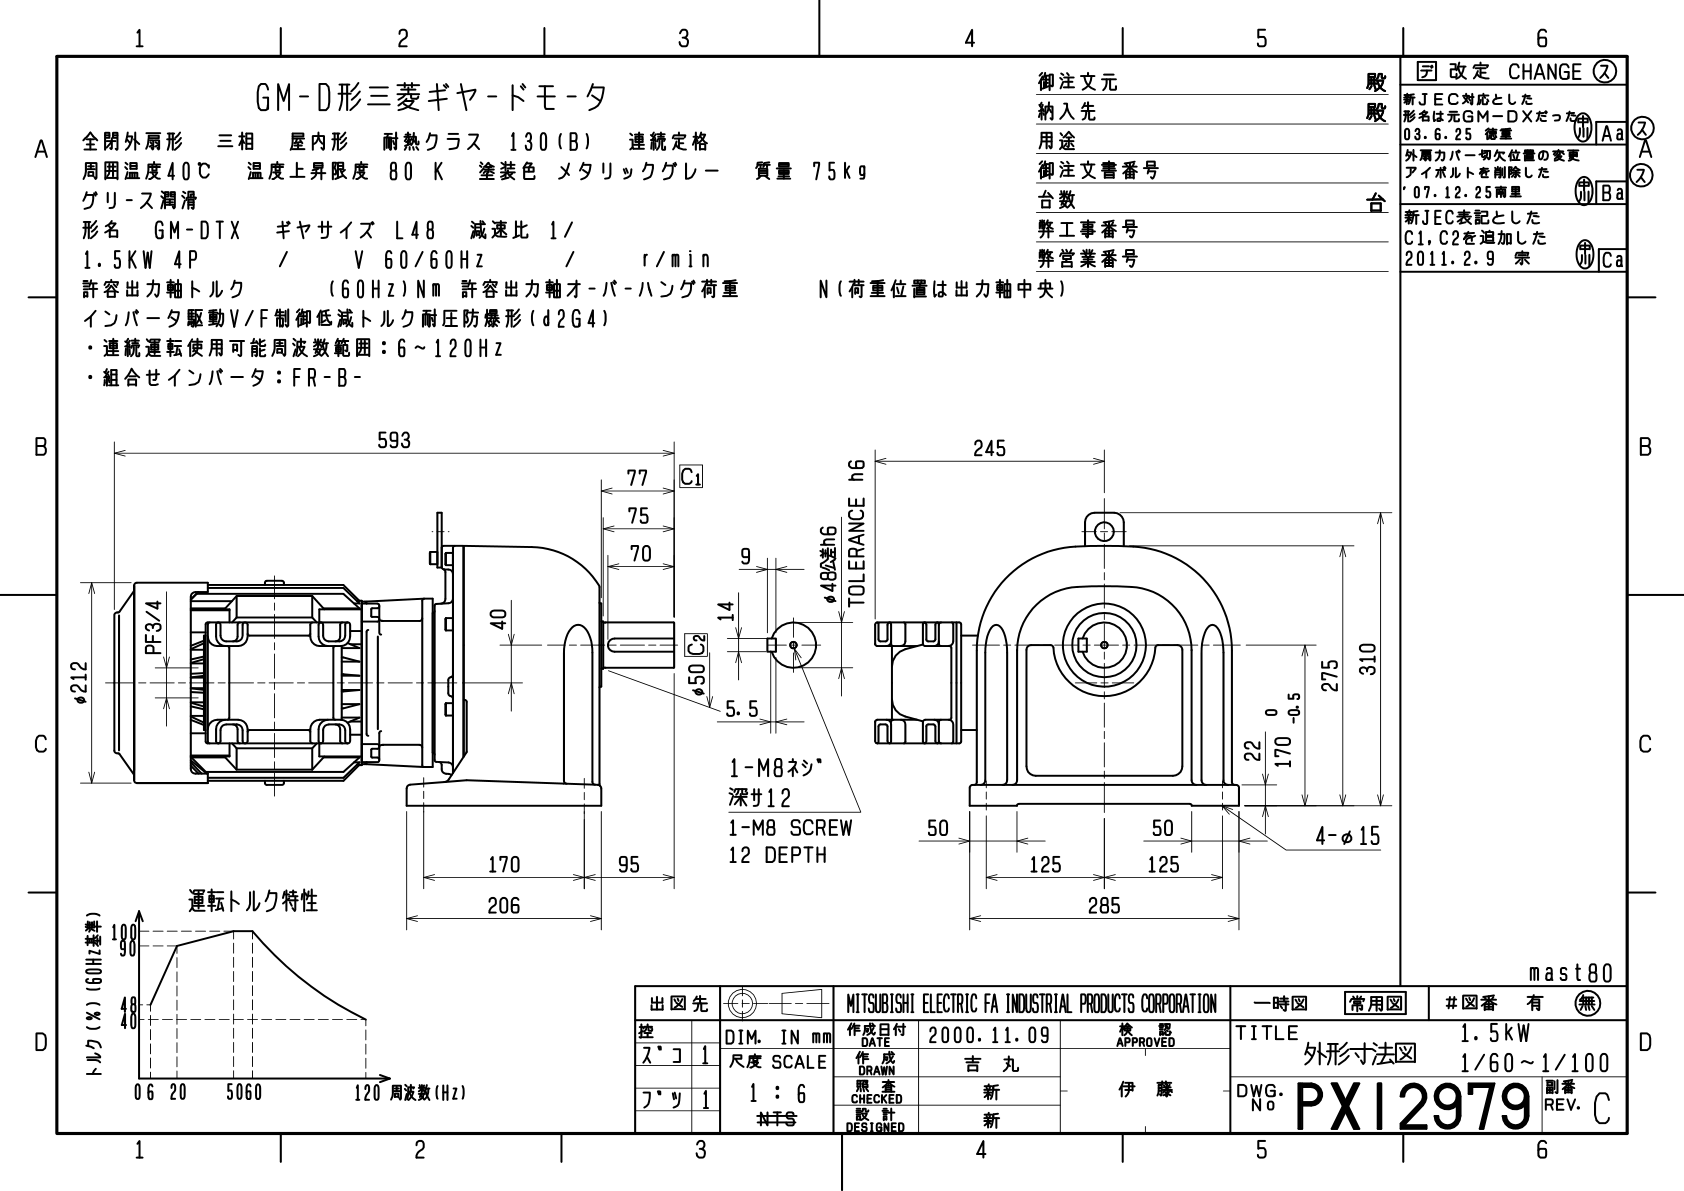 1 2 3 4 5 6
GM-D形三菱ギヤードモータ
全閉外扇形 三相 屋内形 耐熱クラス 130(B) 連続定格
周囲温度40℃ 温度上昇限度 80 K 塗装色 メタリックグレー 質量 75kg
グリース潤滑
形名 GM-DTX ギヤサイズ L48 減速比 1/
1.5KW 4P / V 60/60Hz / r/min
許容出力軸トルク (60Hz)Nm 許容出力軸オーバーハング荷重 N(荷重位置は出力軸中央)
インバータ駆動V/F制御低減トルク耐圧防爆形(d2G4)
・連続運転使用可能周波数範囲:6~120Hz
・組合せインバータ:FR-B-
御注文元 殿
納入先 殿
用途
御注文書番号
台数 台
弊工事番号
弊営業番号
デ 改定 CHANGE ス
新JEC対応とした
形名は元GM-DXだった
03.6.25 徳重 Aa ス
外扇カバー切欠位置の変更
アイボルトを削除した
'07.12.25南里 Ba ス
新JEC表記とした
C1,C2を追加した
2011.2.9 宗 Ca
A A
B B
C C
D D
593
77 C1
75
70
40
PF3/4
φ212
φ50 C2
170 95
206
9
14
5.5
φ48公差h6
TOLERANCE h6
1-M8ネジ
深サ12
1-M8 SCREW
12 DEPTH
245
310
275
170 0 -0.5
22
50 50
125 125
285
4-φ15
運転トルク特性
トルク(%)(60Hz基準)
100
90
48
40
0 6 20 50 60 120 周波数(Hz)
mast80
出図先
控
ズコ 1
ブツ 1
DIM. IN mm
尺度 SCALE
1 : 6
NTS
MITSUBISHI ELECTRIC FA INDUSTRIAL PRODUCTS CORPORATION
作成日付 DATE 2000.11.09
作成 DRAWN 吉丸
照査 CHECKED 新
設計 DESIGNED 新
検認 APPROVED
伊藤
一時図 常用図 #図番 有 無
TITLE
外形寸法図
1.5kW
1/60~1/100
DWG. No PX12979
副番 REV. C
1 2 3 4 5 6